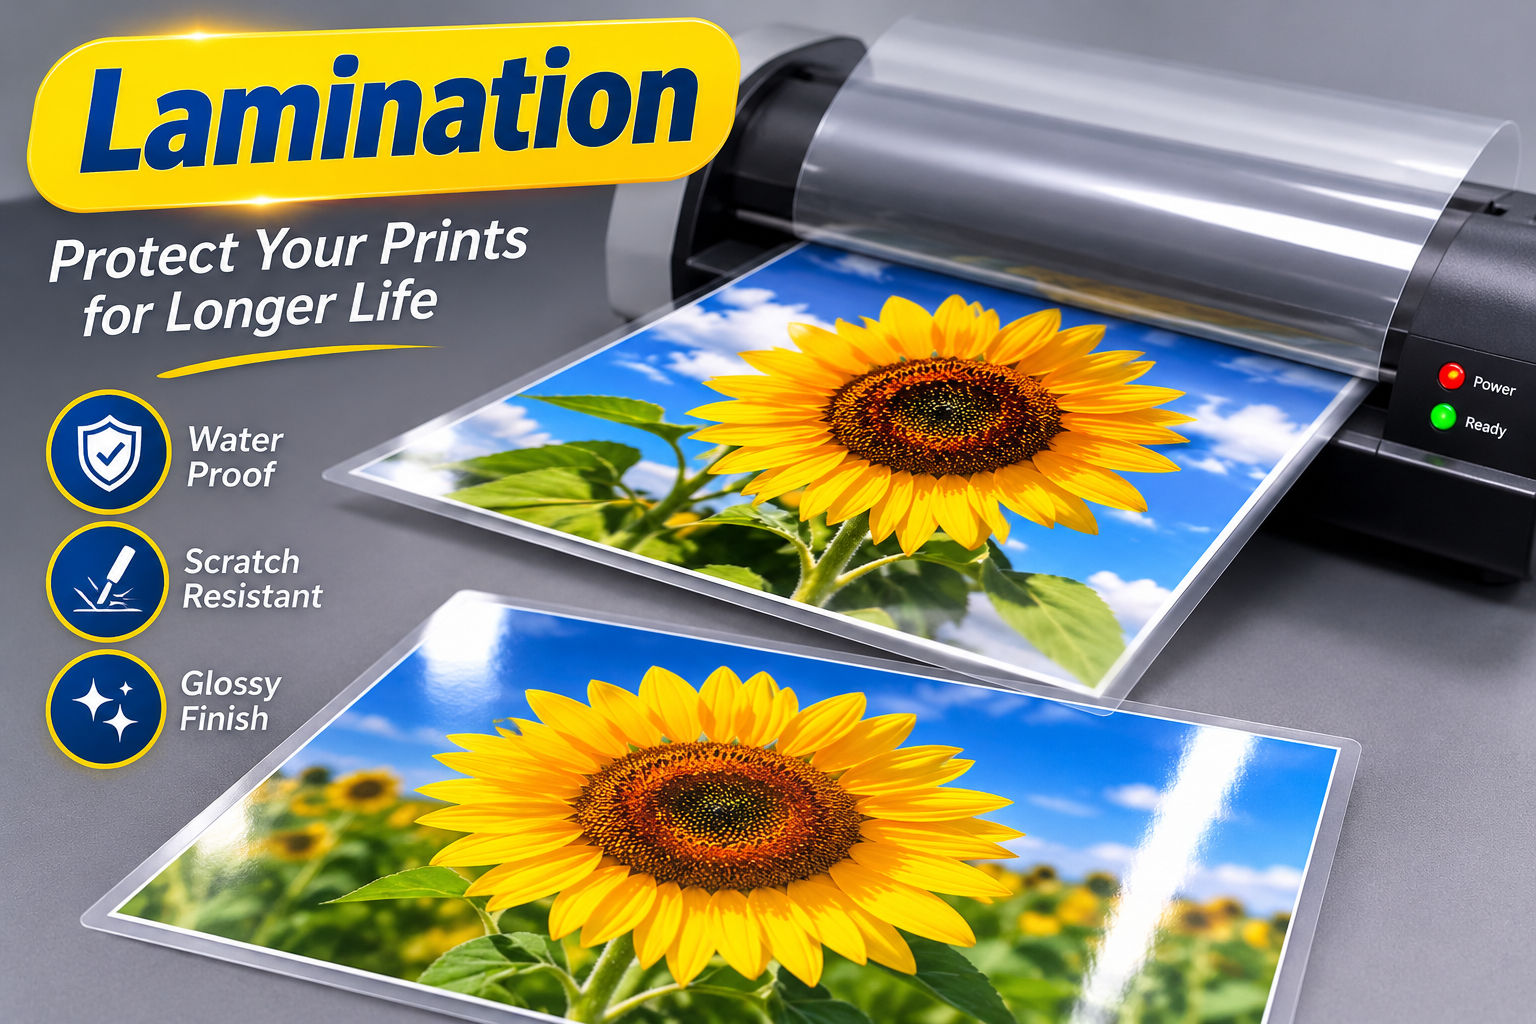 Lamination
Protect Your Prints
for Longer Life
Water
Proof
Scratch
Resistant
Glossy
Finish
Power
Ready